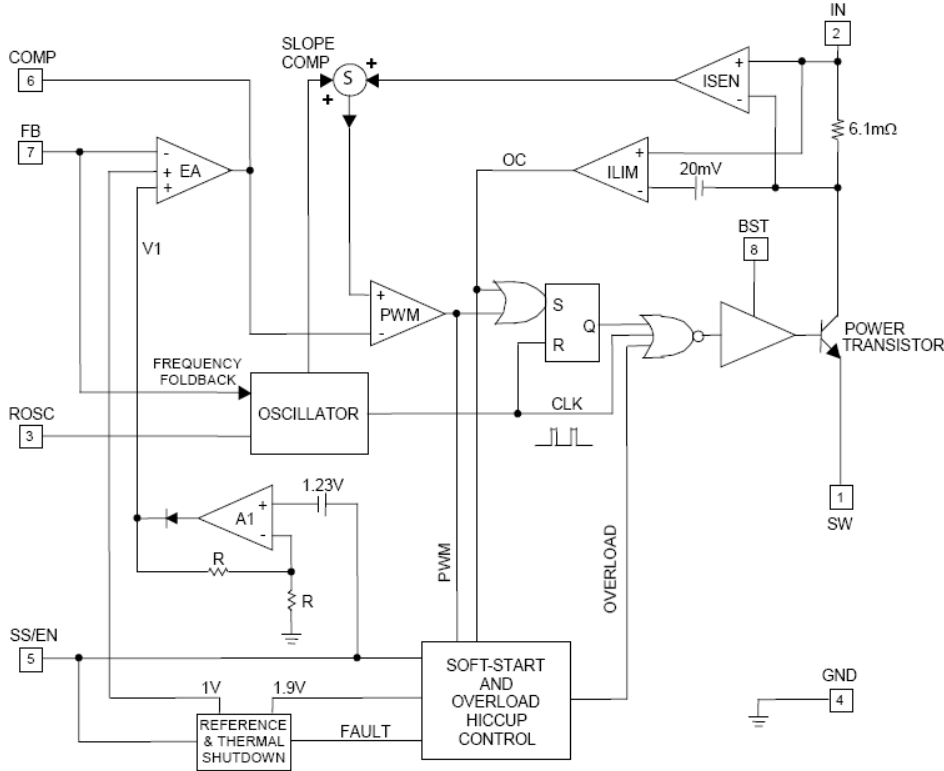 IN
2
COMP
6
SLOPE
COMP
+
S
+
ISEN
+
-
6.1mΩ
FB
7
-
+
+
EA
OC
ILIM
+
-
20mV
V1
BST
8
+
-
PWM
S
R
Q
POWER
TRANSISTOR
FREQUENCY
FOLDBACK
OSCILLATOR
CLK
ROSC
3
1.23V
A1
+
-
1
SW
R
R
PWM
OVERLOAD
SS/EN
5
1V
1.9V
REFERENCE
& THERMAL
SHUTDOWN
FAULT
SOFT-START
AND
OVERLOAD
HICCUP
CONTROL
GND
4